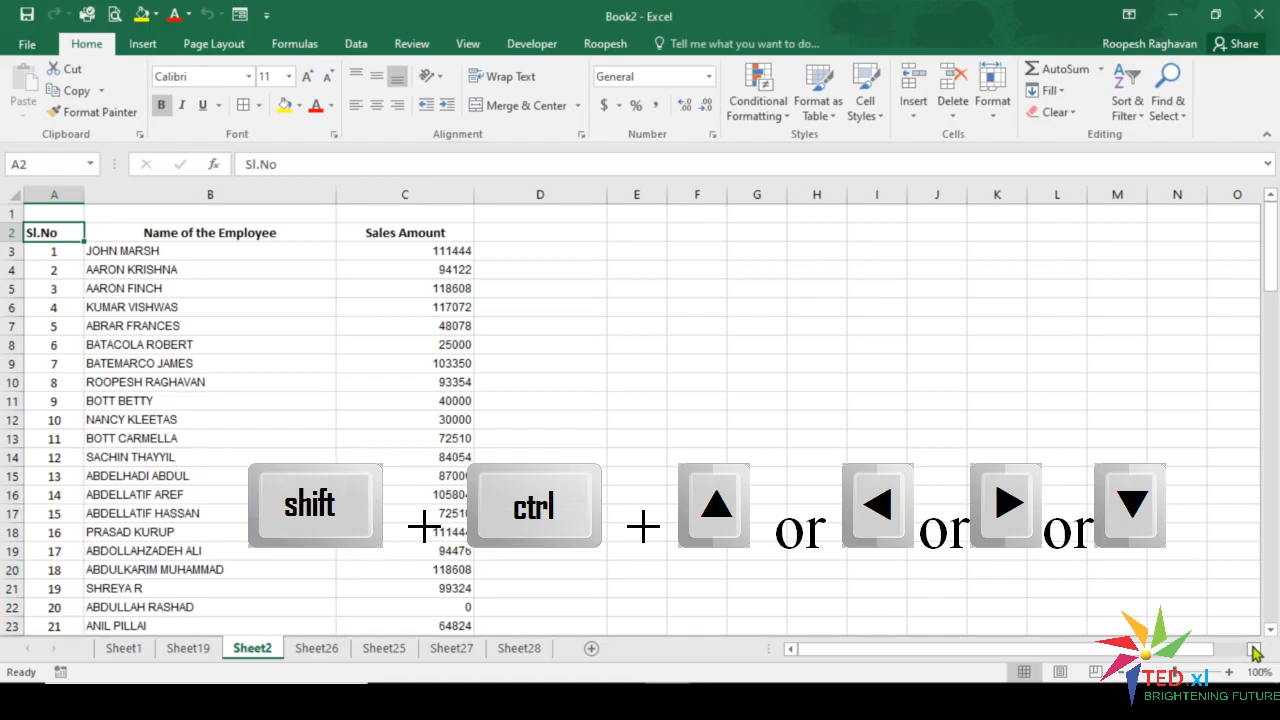 Book2 - Excel
File Home Insert Page Layout Formulas Data Review View Developer Roopesh Tell me what you want to do... Roopesh Raghavan Share
Paste
Cut
Copy
Format Painter
Clipboard
Calibri 11
B I U
A A
Font
Wrap Text
Merge & Center
Alignment
General
$ % ,
Number
Conditional Formatting
Format as Table
Cell Styles
Styles
Insert
Delete
Format
Cells
AutoSum
Fill
Clear
Sort & Filter
Find & Select
Editing
A2 fx Sl.No
A B C D E F G H I J K L M N O
1
2 Sl.No Name of the Employee Sales Amount
3 1 JOHN MARSH 111444
4 2 AARON KRISHNA 94122
5 3 AARON FINCH 118608
6 4 KUMAR VISHWAS 117072
7 5 ABRAR FRANCES 48078
8 6 BATACOLA ROBERT 25000
9 7 BATEMARCO JAMES 103350
10 8 ROOPESH RAGHAVAN 93354
11 9 BOTT BETTY 40000
12 10 NANCY KLEETAS 30000
13 11 BOTT CARMELLA 72510
14 12 SACHIN THAYYIL 84054
15 13 ABDELHADI ABDUL
16 14 ABDELLATIF AREF
17 15 ABDELLATIF HASSAN
18 16 PRASAD KURUP
19 17 ABDOLLAHZADEH ALI 94476
20 18 ABDULKARIM MUHAMMAD 118608
21 19 SHREYA R 99324
22 20 ABDULLAH RASHAD 0
23 21 ANIL PILLAI 64824
shift + ctrl + ▲ or ◀ or ▶ or ▼
Sheet1 Sheet19 Sheet2 Sheet26 Sheet25 Sheet27 Sheet28
Ready 100%
TED.xl
BRIGHTENING FUTURE